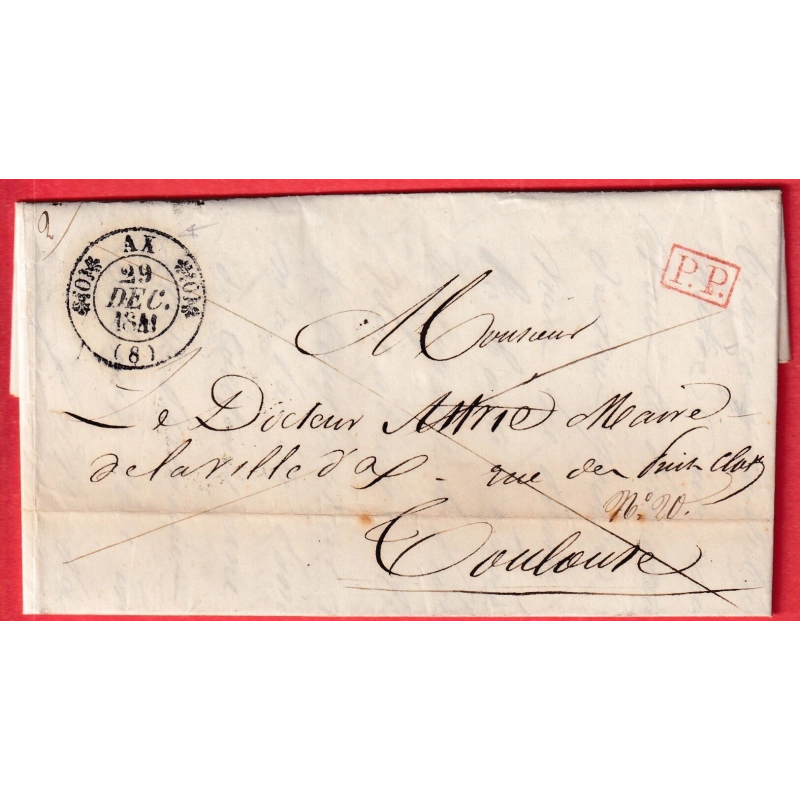 AX
29
DEC.
1841
(8)
P.P.
Monsieur
Le Docteur Astrié Maire
de la ville d'ax - rue des Puits Clos
N.º 20.
Toulouse